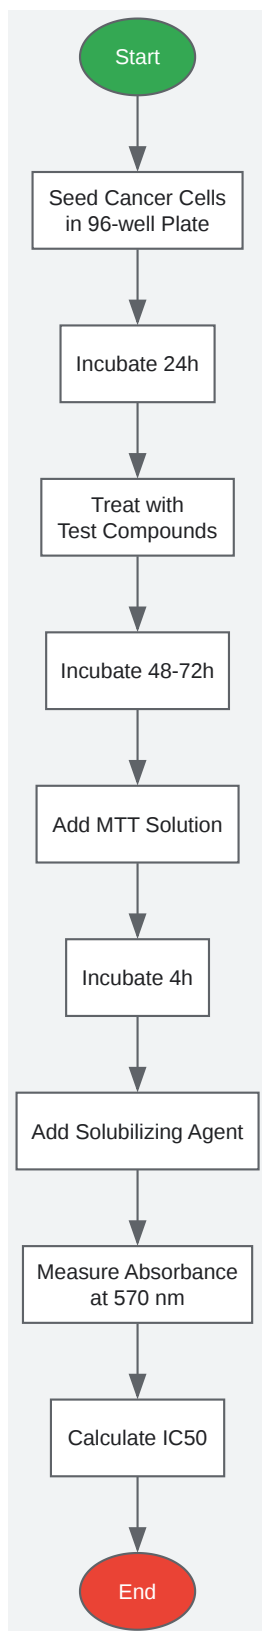 Start
Seed Cancer Cells
in 96-well Plate
Incubate 24h
Treat with
Test Compounds
Incubate 48-72h
Add MTT Solution
Incubate 4h
Add Solubilizing Agent
Measure Absorbance
at 570 nm
Calculate IC50
End